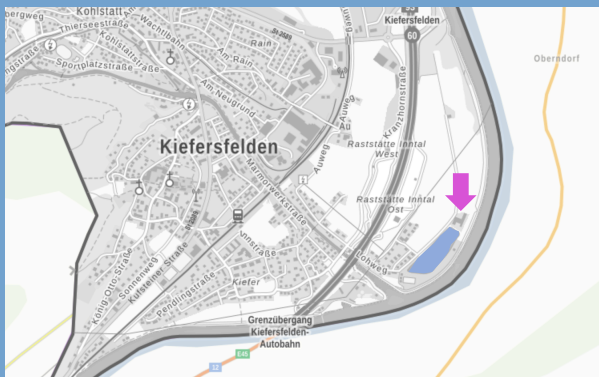 Kohlstatt
Thierseestraße
Wachtlbahn
St 2089
Kiefersfelden
60
Rain
Am Rain
Kohlstattstraße
Sportplatzstraße
Oberndorf
Am Neugrund
Auweg
Kranzhornstraße
Au
Kiefersfelden
Raststätte Inntal
West
Auweg
Marmorwerkstraße
Raststätte Inntal
Ost
Lohweg
König-Otto-Straße
Sonnenweg
Kufsteiner Straße
Pendlingstraße
Kiefer
Grenzübergang
Kiefersfelden-
Autobahn
E45
12